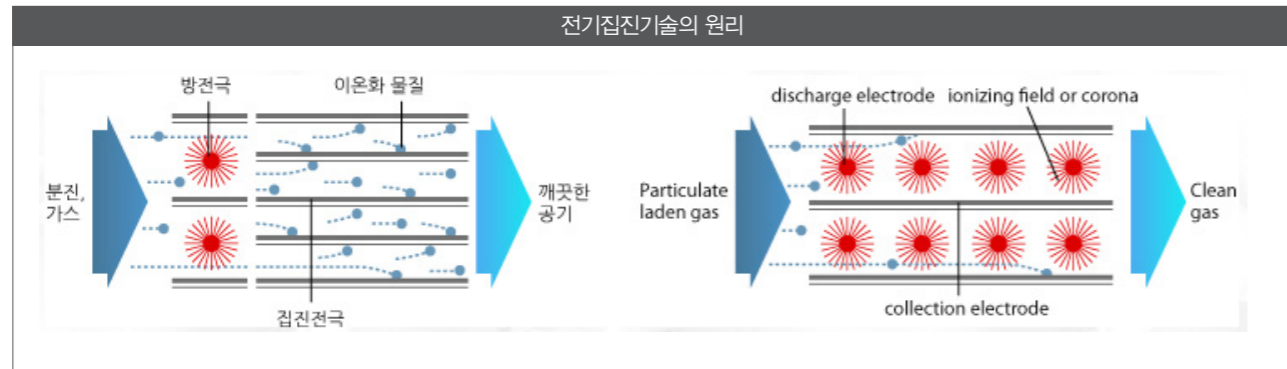 전기집진기술의 원리
방전극
이온화 물질
분진,
가스
깨끗한
공기
집진전극
discharge electrode
ionizing field or corona
Particulate
laden gas
Clean
gas
collection electrode